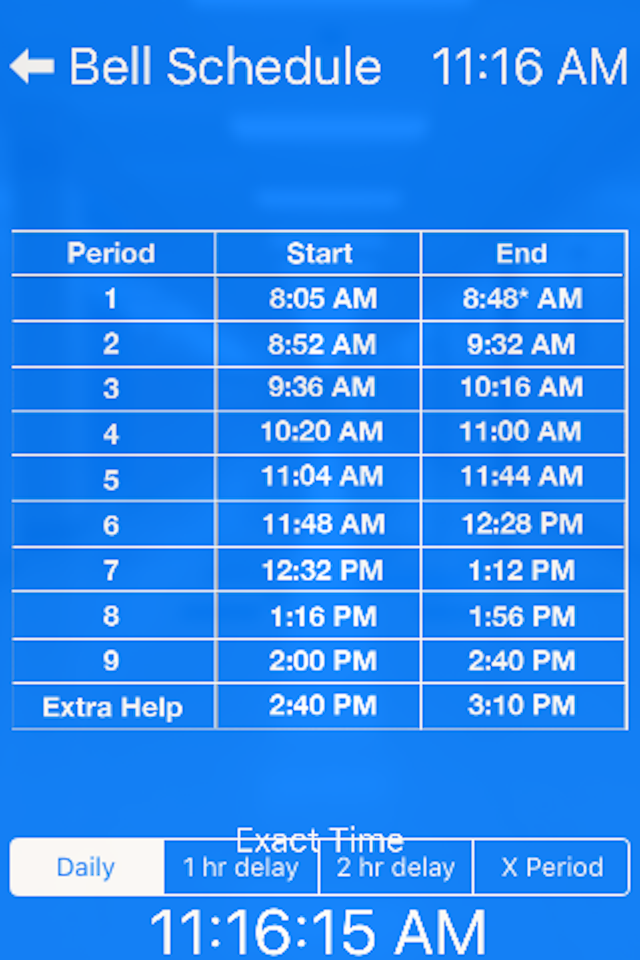 Bell Schedule 11:16 AM
Period Start End
1 8:05 AM 8:48* AM
2 8:52 AM 9:32 AM
3 9:36 AM 10:16 AM
4 10:20 AM 11:00 AM
5 11:04 AM 11:44 AM
6 11:48 AM 12:28 PM
7 12:32 PM 1:12 PM
8 1:16 PM 1:56 PM
9 2:00 PM 2:40 PM
Extra Help 2:40 PM 3:10 PM
Exact Time
Daily 1 hr delay 2 hr delay X Period
11:16:15 AM